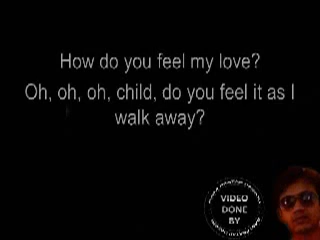 How do you feel my love?
Oh, oh, oh, child, do you feel it as I
walk away?
VIDEO
DONE
BY